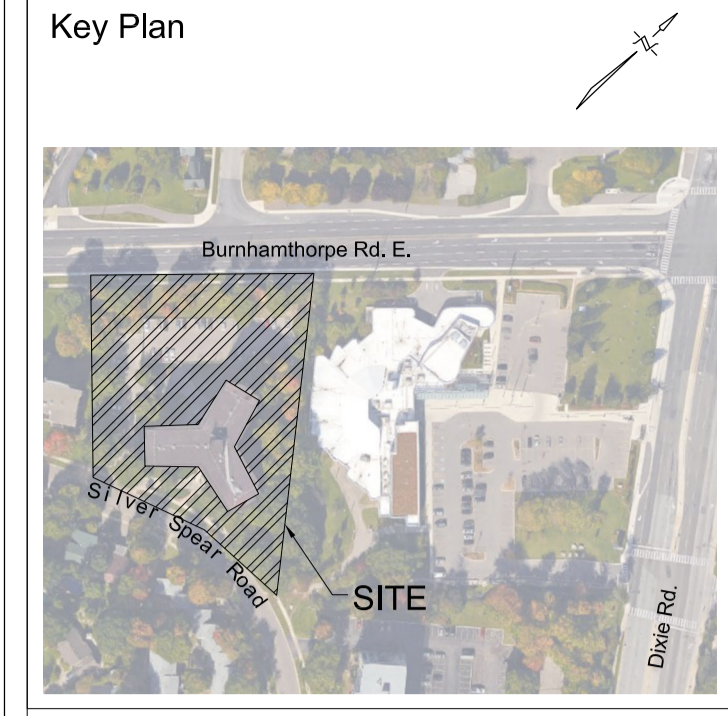 Key Plan
N
Burnhamthorpe Rd. E.
Silver Spear Road
SITE
Dixie Rd.